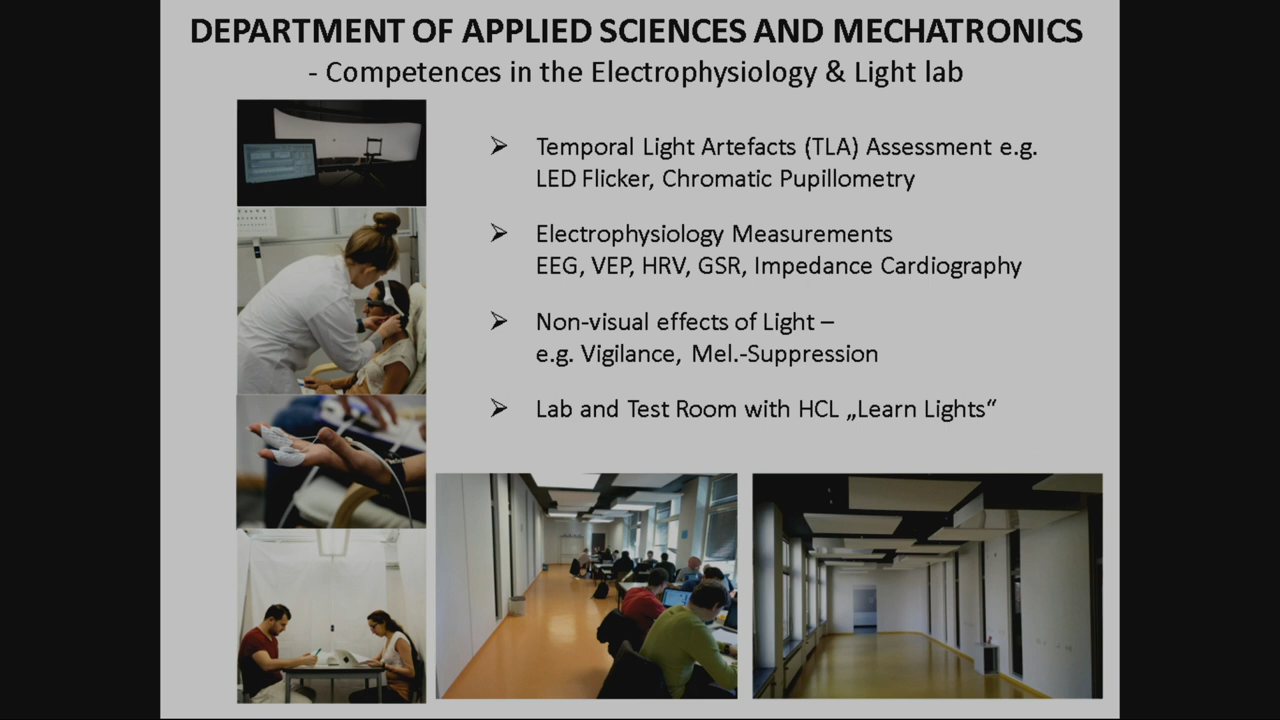 DEPARTMENT OF APPLIED SCIENCES AND MECHATRONICS
- Competences in the Electrophysiology & Light lab
➢ Temporal Light Artefacts (TLA) Assessment e.g.
LED Flicker, Chromatic Pupillometry
➢ Electrophysiology Measurements
EEG, VEP, HRV, GSR, Impedance Cardiography
➢ Non-visual effects of Light –
e.g. Vigilance, Mel.-Suppression
➢ Lab and Test Room with HCL „Learn Lights“